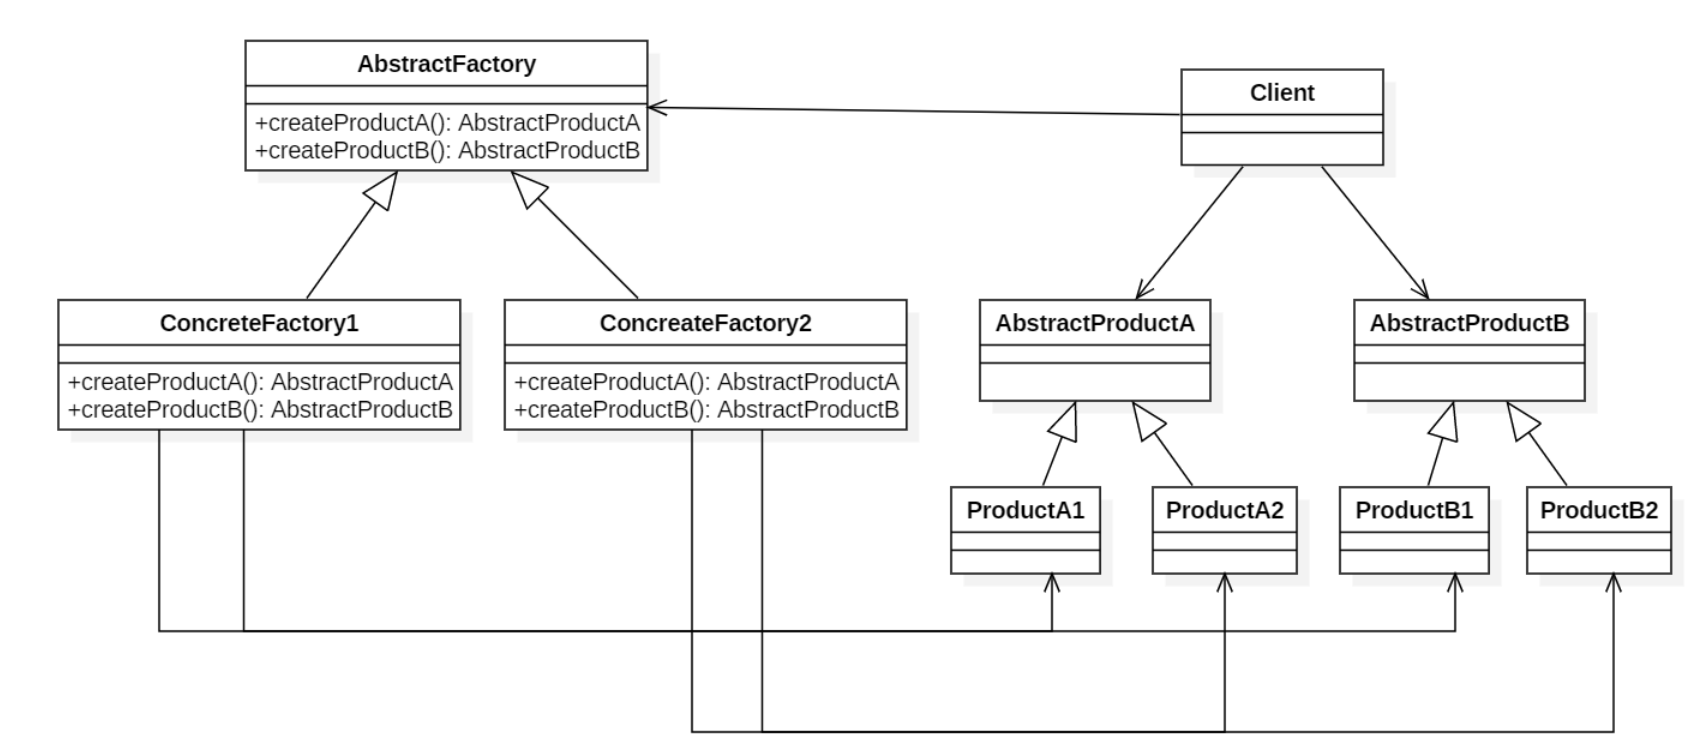 AbstractFactory
+createProductA(): AbstractProductA
+createProductB(): AbstractProductB
Client
ConcreteFactory1
+createProductA(): AbstractProductA
+createProductB(): AbstractProductB
ConcreateFactory2
+createProductA(): AbstractProductA
+createProductB(): AbstractProductB
AbstractProductA
AbstractProductB
ProductA1
ProductA2
ProductB1
ProductB2